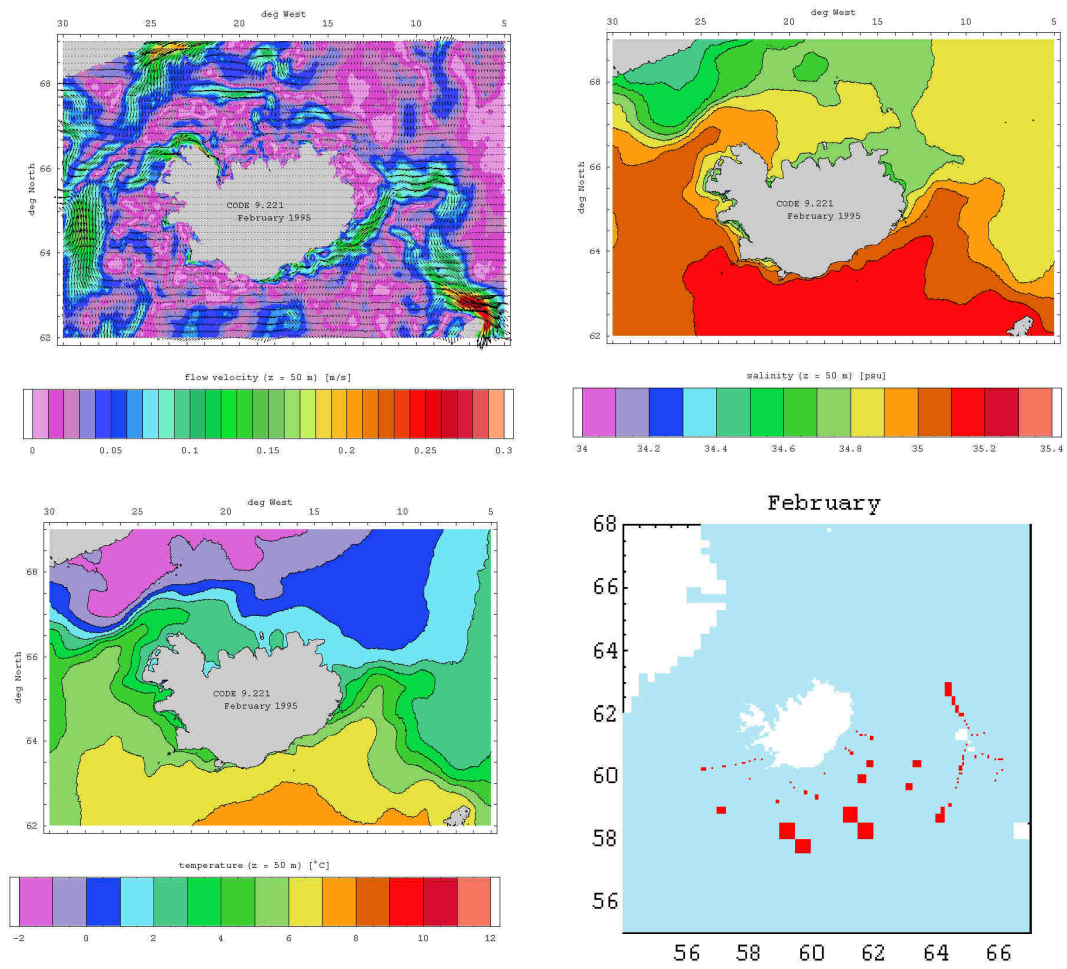 deg West
30 25 20 15 10 5
deg North
68
66
64
62
CODE 9.221
February 1995
flow velocity (z = 50 m) [m/s]
0 0.05 0.1 0.15 0.2 0.25 0.3
deg West
30 25 20 15 10 5
deg North
68
66
64
62
CODE 9.221
February 1995
salinity (z = 50 m) [psu]
34 34.2 34.4 34.6 34.8 35 35.2 35.4
deg West
30 25 20 15 10 5
deg North
68
66
64
62
CODE 9.221
February 1995
temperature (z = 50 m) [°C]
-2 0 2 4 6 8 10 12
February
68
66
64
62
60
58
56
56 58 60 62 64 66